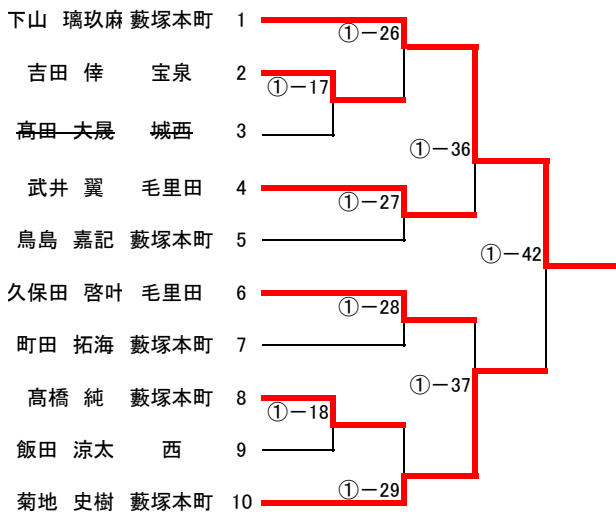 下山 璃玖麻 藪塚本町 1
①－26
吉田 倖 宝泉 2
①－17
髙田 大晟 城西 3
①－36
武井 翼 毛里田 4
①－27
鳥島 嘉記 藪塚本町 5
①－42
久保田 啓叶 毛里田 6
①－28
町田 拓海 藪塚本町 7
①－37
髙橋 純 藪塚本町 8
①－18
飯田 涼太 西 9
①－29
菊地 史樹 藪塚本町 10